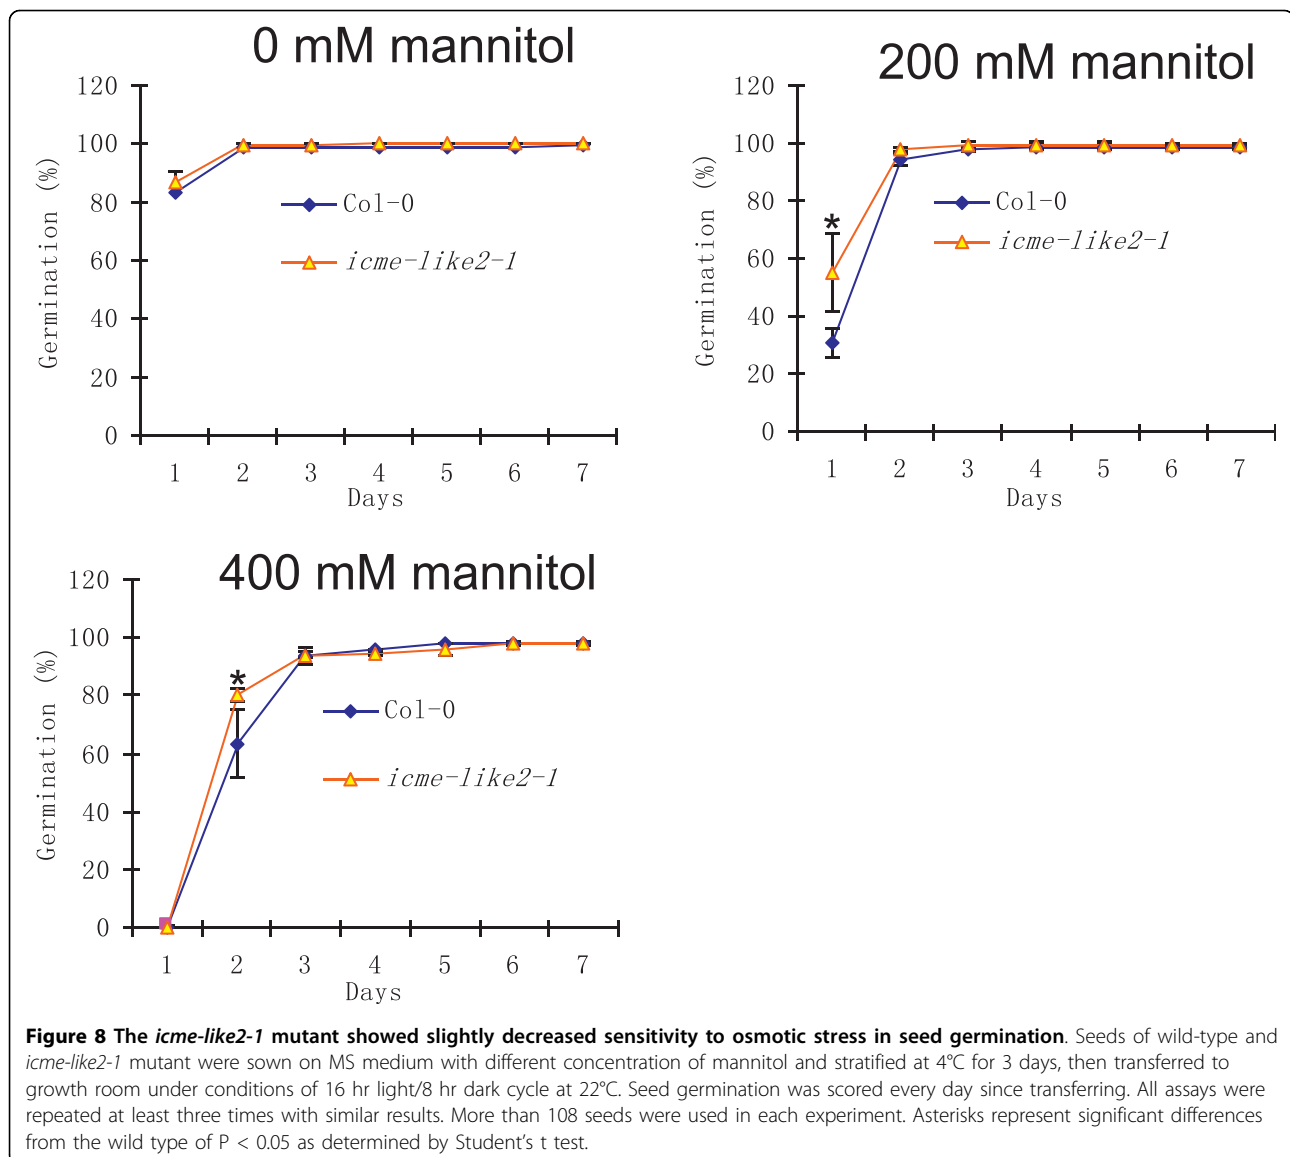 0 mM mannitol
120
100
80
60
40
20
0
Germination (%)
Col-0
icme-like2-1
1 2 3 4 5 6 7
Days
200 mM mannitol
120
100
80
60
40
20
0
Germination (%)
*
Col-0
icme-like2-1
1 2 3 4 5 6 7
Days
400 mM mannitol
120
100
80
60
40
20
0
Germination (%)
*
Col-0
icme-like2-1
1 2 3 4 5 6 7
Days
Figure 8 The icme-like2-1 mutant showed slightly decreased sensitivity to osmotic stress in seed germination. Seeds of wild-type and
icme-like2-1 mutant were sown on MS medium with different concentration of mannitol and stratified at 4°C for 3 days, then transferred to
growth room under conditions of 16 hr light/8 hr dark cycle at 22°C. Seed germination was scored every day since transferring. All assays were
repeated at least three times with similar results. More than 108 seeds were used in each experiment. Asterisks represent significant differences
from the wild type of P < 0.05 as determined by Student's t test.